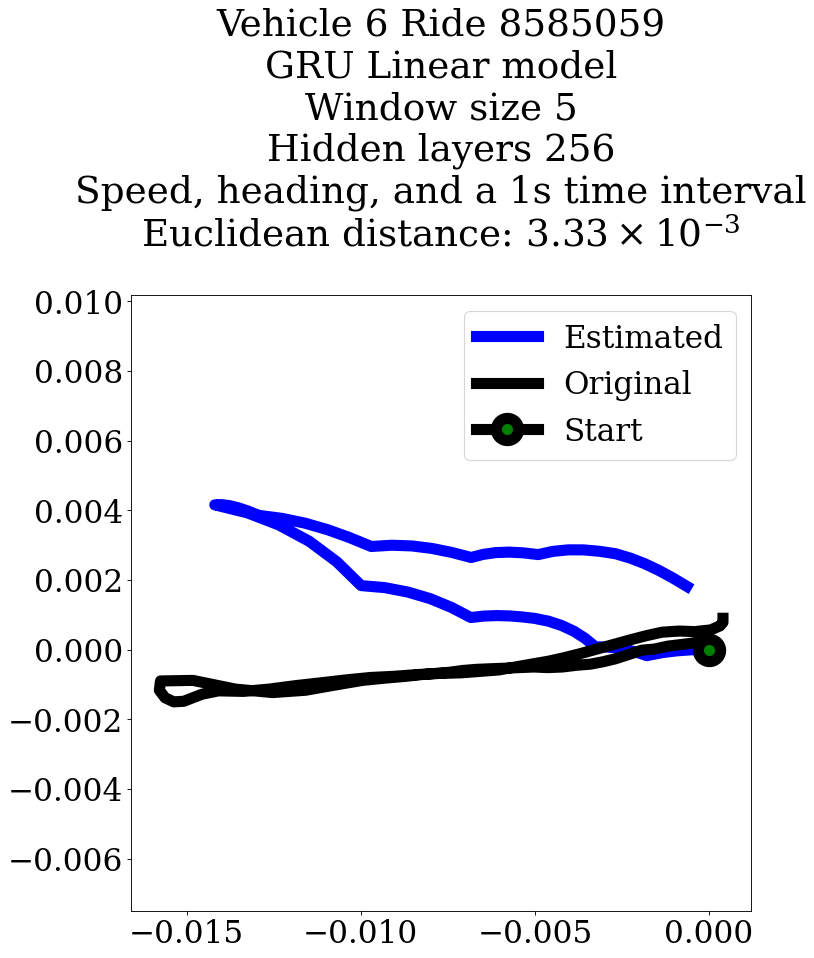 Vehicle 6 Ride 8585059
GRU Linear model
Window size 5
Hidden layers 256
Speed, heading, and a 1s time interval
Euclidean distance: 3.33 × 10⁻³
Estimated
Original
Start
0.010
0.008
0.006
0.004
0.002
0.000
−0.002
−0.004
−0.006
−0.015 −0.010 −0.005 0.000